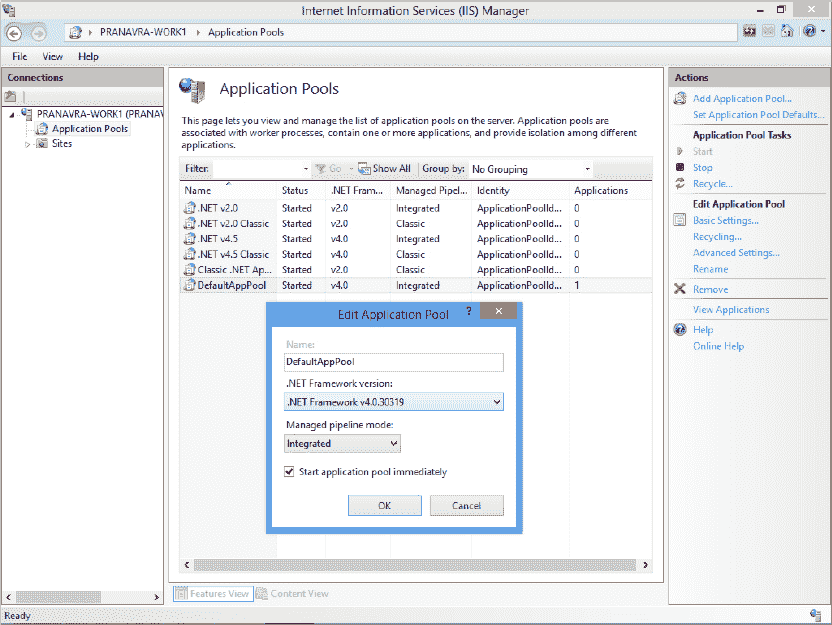 Internet Information Services (IIS) Manager
PRANAVRA-WORK1 Application Pools
File View Help
Connections
PRANAVRA-WORK1 (PRANAV
Application Pools
Sites
Application Pools
This page lets you view and manage the list of application pools on the server. Application pools are
associated with worker processes, contain one or more applications, and provide isolation among different
applications.
Filter: Go Show All Group by: No Grouping
Name Status .NET Fram... Managed Pipel... Identity Applications
.NET v2.0 Started v2.0 Integrated ApplicationPoolId... 0
.NET v2.0 Classic Started v2.0 Classic ApplicationPoolId... 0
.NET v4.5 Started v4.0 Integrated ApplicationPoolId... 0
.NET v4.5 Classic Started v4.0 Classic ApplicationPoolId... 0
Classic .NET Ap... Started v2.0 Classic ApplicationPoolId... 0
DefaultAppPool Started v4.0 Integrated ApplicationPoolId... 1
Edit Application Pool ?
Name:
DefaultAppPool
.NET Framework version:
.NET Framework v4.0.30319
Managed pipeline mode:
Integrated
Start application pool immediately
OK Cancel
Features View Content View
Actions
Add Application Pool...
Set Application Pool Defaults...
Application Pool Tasks
Start
Stop
Recycle...
Edit Application Pool
Basic Settings...
Recycling...
Advanced Settings...
Rename
Remove
View Applications
Help
Online Help
Ready